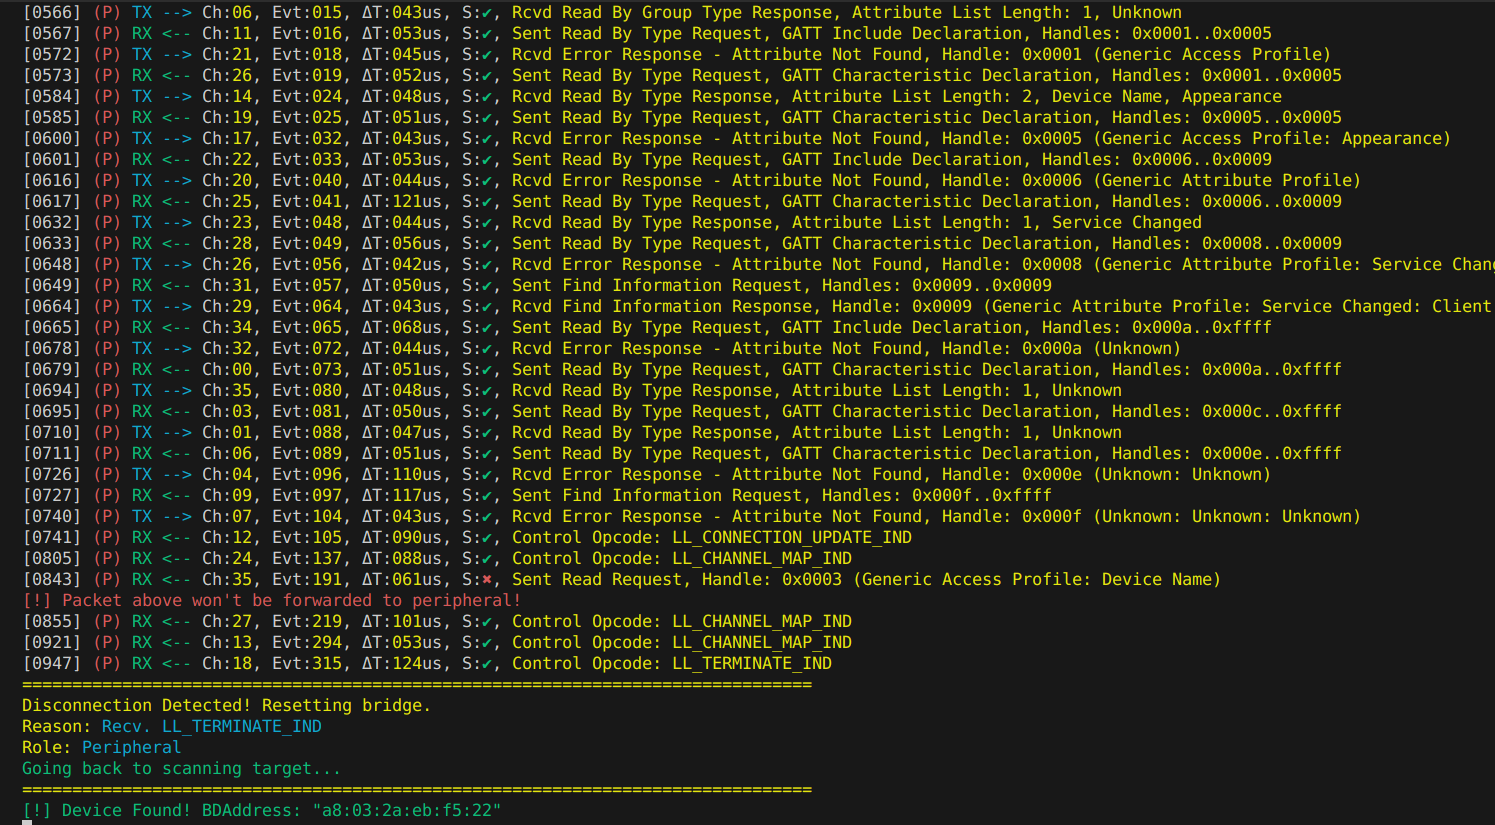 [0566] (P) TX --> Ch:06, Evt:015, ΔT:043us, S:✔, Rcvd Read By Group Type Response, Attribute List Length: 1, Unknown
[0567] (P) RX <-- Ch:11, Evt:016, ΔT:053us, S:✔, Sent Read By Type Request, GATT Include Declaration, Handles: 0x0001..0x0005
[0572] (P) TX --> Ch:21, Evt:018, ΔT:045us, S:✔, Rcvd Error Response - Attribute Not Found, Handle: 0x0001 (Generic Access Profile)
[0573] (P) RX <-- Ch:26, Evt:019, ΔT:052us, S:✔, Sent Read By Type Request, GATT Characteristic Declaration, Handles: 0x0001..0x0005
[0584] (P) TX --> Ch:14, Evt:024, ΔT:048us, S:✔, Rcvd Read By Type Response, Attribute List Length: 2, Device Name, Appearance
[0585] (P) RX <-- Ch:19, Evt:025, ΔT:051us, S:✔, Sent Read By Type Request, GATT Characteristic Declaration, Handles: 0x0005..0x0005
[0600] (P) TX --> Ch:17, Evt:032, ΔT:043us, S:✔, Rcvd Error Response - Attribute Not Found, Handle: 0x0005 (Generic Access Profile: Appearance)
[0601] (P) RX <-- Ch:22, Evt:033, ΔT:053us, S:✔, Sent Read By Type Request, GATT Include Declaration, Handles: 0x0006..0x0009
[0616] (P) TX --> Ch:20, Evt:040, ΔT:044us, S:✔, Rcvd Error Response - Attribute Not Found, Handle: 0x0006 (Generic Attribute Profile)
[0617] (P) RX <-- Ch:25, Evt:041, ΔT:121us, S:✔, Sent Read By Type Request, GATT Characteristic Declaration, Handles: 0x0006..0x0009
[0632] (P) TX --> Ch:23, Evt:048, ΔT:044us, S:✔, Rcvd Read By Type Response, Attribute List Length: 1, Service Changed
[0633] (P) RX <-- Ch:28, Evt:049, ΔT:056us, S:✔, Sent Read By Type Request, GATT Characteristic Declaration, Handles: 0x0008..0x0009
[0648] (P) TX --> Ch:26, Evt:056, ΔT:042us, S:✔, Rcvd Error Response - Attribute Not Found, Handle: 0x0008 (Generic Attribute Profile: Service Chang
[0649] (P) RX <-- Ch:31, Evt:057, ΔT:050us, S:✔, Sent Find Information Request, Handles: 0x0009..0x0009
[0664] (P) TX --> Ch:29, Evt:064, ΔT:043us, S:✔, Rcvd Find Information Response, Handle: 0x0009 (Generic Attribute Profile: Service Changed: Client
[0665] (P) RX <-- Ch:34, Evt:065, ΔT:068us, S:✔, Sent Read By Type Request, GATT Include Declaration, Handles: 0x000a..0xffff
[0678] (P) TX --> Ch:32, Evt:072, ΔT:044us, S:✔, Rcvd Error Response - Attribute Not Found, Handle: 0x000a (Unknown)
[0679] (P) RX <-- Ch:00, Evt:073, ΔT:051us, S:✔, Sent Read By Type Request, GATT Characteristic Declaration, Handles: 0x000a..0xffff
[0694] (P) TX --> Ch:35, Evt:080, ΔT:048us, S:✔, Rcvd Read By Type Response, Attribute List Length: 1, Unknown
[0695] (P) RX <-- Ch:03, Evt:081, ΔT:050us, S:✔, Sent Read By Type Request, GATT Characteristic Declaration, Handles: 0x000c..0xffff
[0710] (P) TX --> Ch:01, Evt:088, ΔT:047us, S:✔, Rcvd Read By Type Response, Attribute List Length: 1, Unknown
[0711] (P) RX <-- Ch:06, Evt:089, ΔT:051us, S:✔, Sent Read By Type Request, GATT Characteristic Declaration, Handles: 0x000e..0xffff
[0726] (P) TX --> Ch:04, Evt:096, ΔT:110us, S:✔, Rcvd Error Response - Attribute Not Found, Handle: 0x000e (Unknown: Unknown)
[0727] (P) RX <-- Ch:09, Evt:097, ΔT:117us, S:✔, Sent Find Information Request, Handles: 0x000f..0xffff
[0740] (P) TX --> Ch:07, Evt:104, ΔT:043us, S:✔, Rcvd Error Response - Attribute Not Found, Handle: 0x000f (Unknown: Unknown: Unknown)
[0741] (P) RX <-- Ch:12, Evt:105, ΔT:090us, S:✔, Control Opcode: LL_CONNECTION_UPDATE_IND
[0805] (P) RX <-- Ch:24, Evt:137, ΔT:088us, S:✔, Control Opcode: LL_CHANNEL_MAP_IND
[0843] (P) RX <-- Ch:35, Evt:191, ΔT:061us, S:✖, Sent Read Request, Handle: 0x0003 (Generic Access Profile: Device Name)
[!] Packet above won't be forwarded to peripheral!
[0855] (P) RX <-- Ch:27, Evt:219, ΔT:101us, S:✔, Control Opcode: LL_CHANNEL_MAP_IND
[0921] (P) RX <-- Ch:13, Evt:294, ΔT:053us, S:✔, Control Opcode: LL_CHANNEL_MAP_IND
[0947] (P) RX <-- Ch:18, Evt:315, ΔT:124us, S:✔, Control Opcode: LL_TERMINATE_IND
===============================================================================
Disconnection Detected! Resetting bridge.
Reason: Recv. LL_TERMINATE_IND
Role: Peripheral
Going back to scanning target...
===============================================================================
[!] Device Found! BDAddress: "a8:03:2a:eb:f5:22"